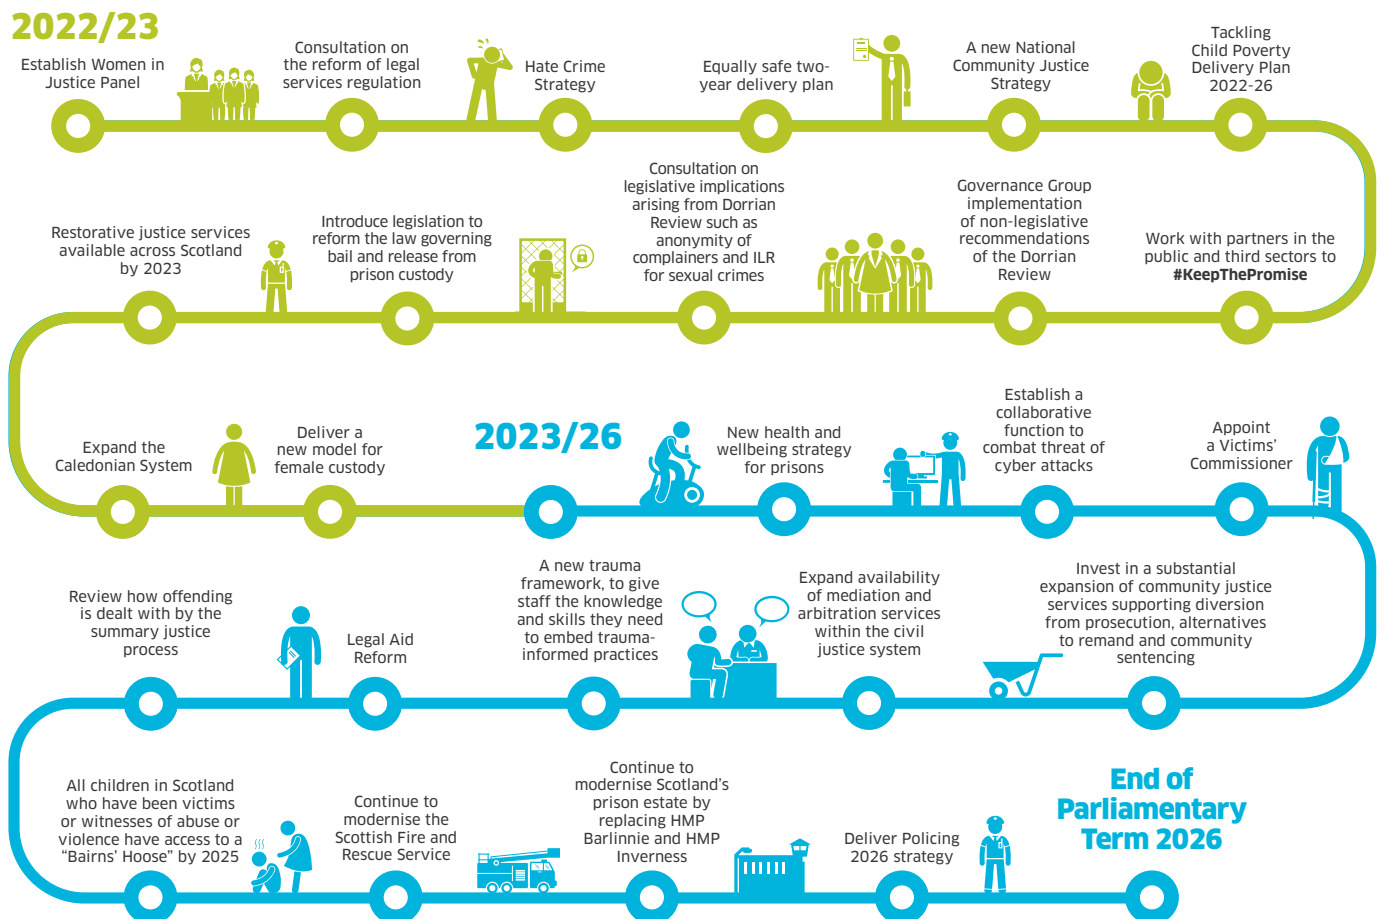 2022/23
Establish Women in
Justice Panel
Consultation on
the reform of legal
services regulation
Hate Crime
Strategy
Equally safe two-
year delivery plan
A new National
Community Justice
Strategy
Tackling
Child Poverty
Delivery Plan
2022-26
Work with partners in the
public and third sectors to
#KeepThePromise
Governance Group
implementation
of non-legislative
recommendations
of the Dorrian
Review
Consultation on
legislative implications
arising from Dorrian
Review such as
anonymity of
complainers and ILR
for sexual crimes
Introduce legislation to
reform the law governing
bail and release from
prison custody
Restorative justice services
available across Scotland
by 2023
Expand the
Caledonian System
Deliver a
new model for
female custody
2023/26
New health and
wellbeing strategy
for prisons
Establish a
collaborative
function to
combat threat of
cyber attacks
Appoint
a Victims’
Commissioner
Invest in a substantial
expansion of community justice
services supporting diversion
from prosecution, alternatives
to remand and community
sentencing
Expand availability
of mediation and
arbitration services
within the civil
justice system
A new trauma
framework, to give
staff the knowledge
and skills they need
to embed trauma-
informed practices
Legal Aid
Reform
Review how offending
is dealt with by the
summary justice
process
All children in Scotland
who have been victims
or witnesses of abuse or
violence have access to a
“Bairns’ Hoose” by 2025
Continue to
modernise the
Scottish Fire and
Rescue Service
Continue to
modernise Scotland’s
prison estate by
replacing HMP
Barlinnie and HMP
Inverness
Deliver Policing
2026 strategy
End of
Parliamentary
Term 2026